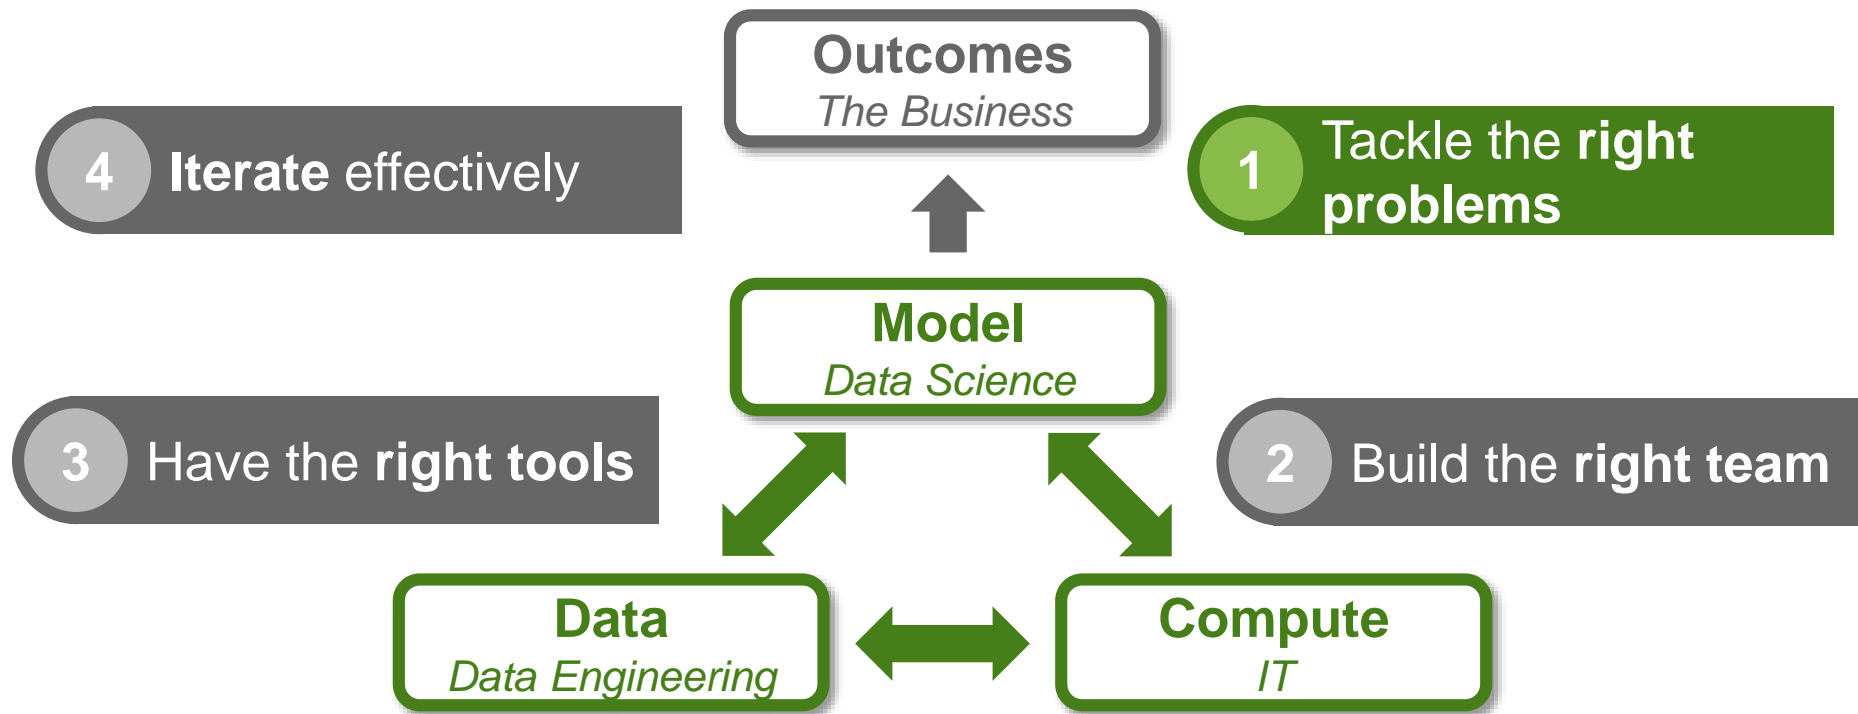 Outcomes
The Business
4
Iterate effectively
1
Tackle the right
problems
Model
Data Science
3
Have the right tools
2
Build the right team
Data
Data Engineering
Compute
IT